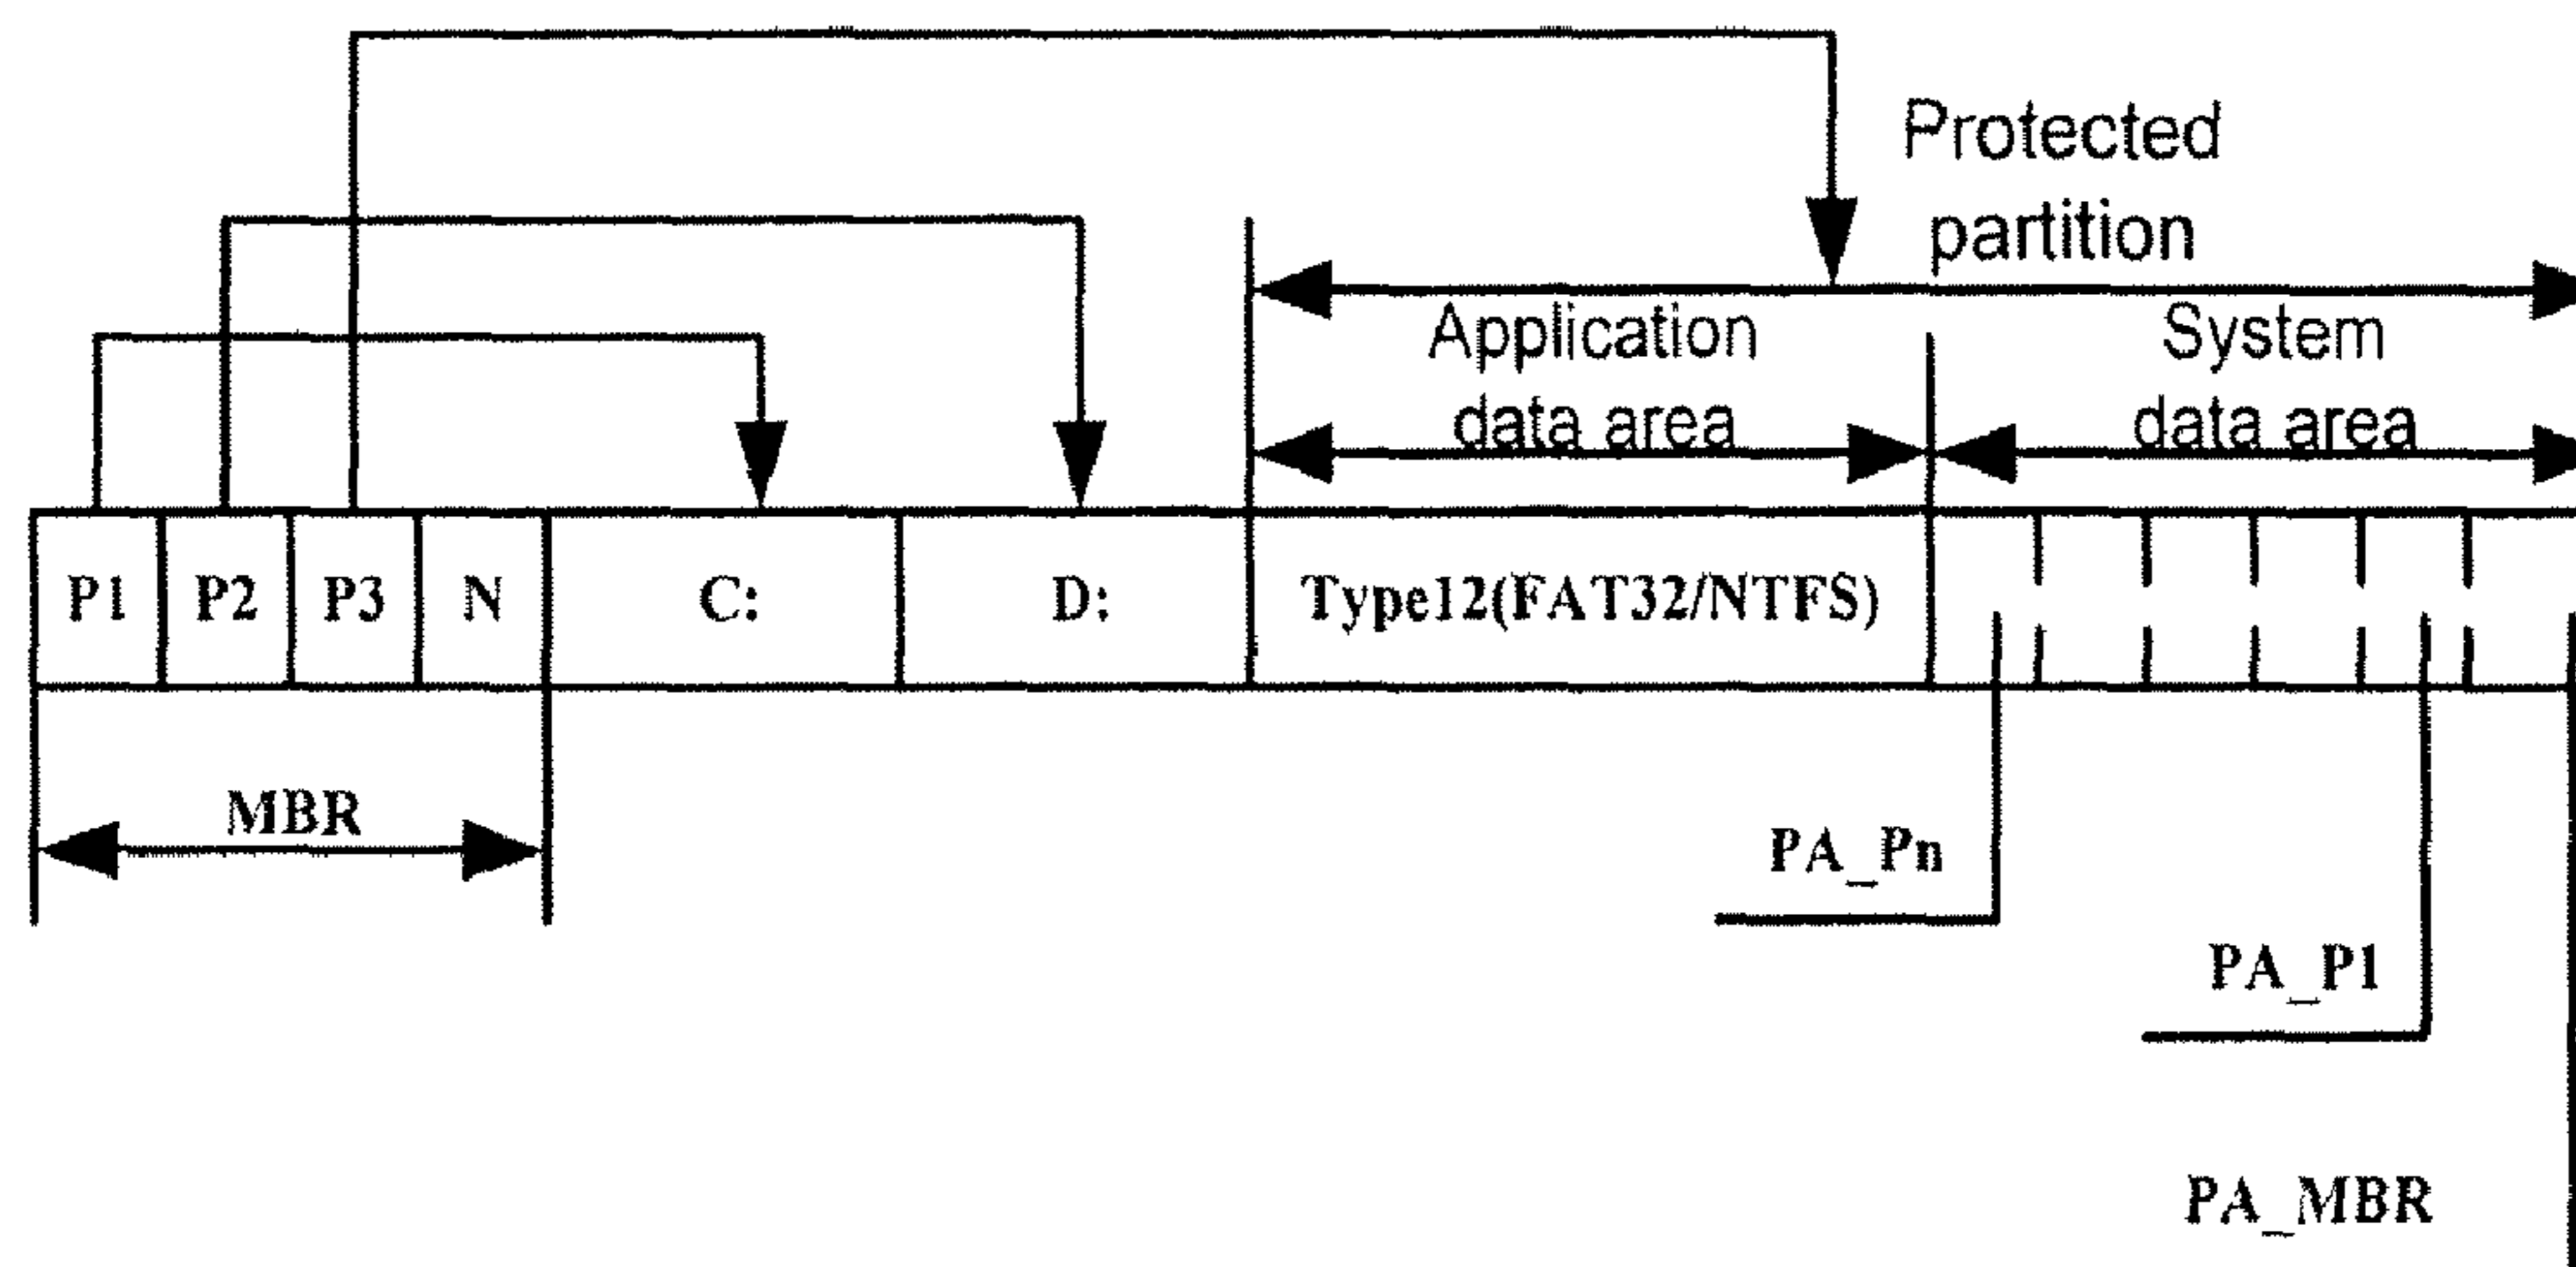 Protected
partition
Application
data area
System
data area
P1 P2 P3 N C: D: Type12(FAT32/NTFS)
MBR
PA_Pn
PA_P1
PA_MBR